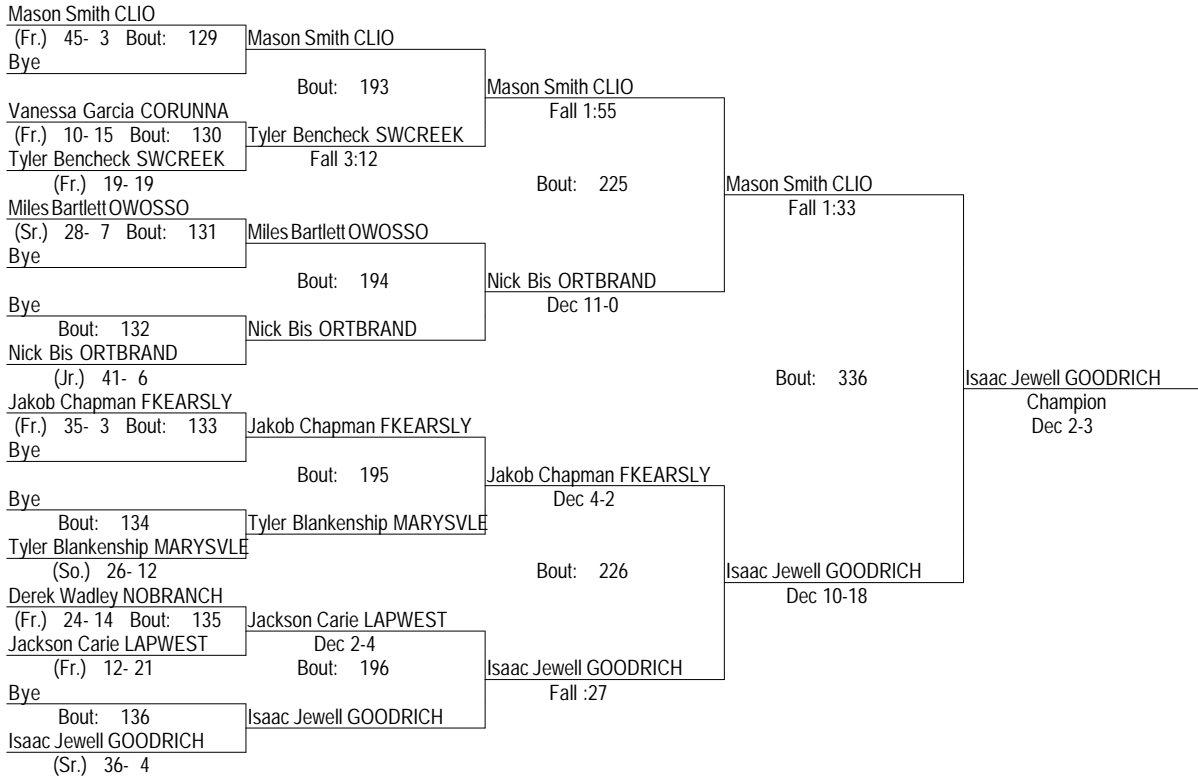 Mason Smith CLIO
(Fr.) 45- 3 Bout: 129
Bye
Mason Smith CLIO
Bout: 193
Mason Smith CLIO
Fall 1:55
Vanessa Garcia CORUNNA
(Fr.) 10- 15 Bout: 130
Tyler Bencheck SWCREEK
(Fr.) 19- 19
Tyler Bencheck SWCREEK
Fall 3:12
Bout: 225
Mason Smith CLIO
Fall 1:33
Miles Bartlett OWOSSO
(Sr.) 28- 7 Bout: 131
Bye
Miles Bartlett OWOSSO
Bout: 194
Nick Bis ORTBRAND
Dec 11-0
Bye
Bout: 132
Nick Bis ORTBRAND
(Jr.) 41- 6
Nick Bis ORTBRAND
Bout: 336
Isaac Jewell GOODRICH
Champion
Dec 2-3
Jakob Chapman FKEARSLY
(Fr.) 35- 3 Bout: 133
Bye
Jakob Chapman FKEARSLY
Bout: 195
Jakob Chapman FKEARSLY
Dec 4-2
Bye
Bout: 134
Tyler Blankenship MARYSVLE
(So.) 26- 12
Tyler Blankenship MARYSVLE
Bout: 226
Isaac Jewell GOODRICH
Dec 10-18
Derek Wadley NOBRANCH
(Fr.) 24- 14 Bout: 135
Jackson Carie LAPWEST
(Fr.) 12- 21
Jackson Carie LAPWEST
Dec 2-4
Bout: 196
Isaac Jewell GOODRICH
Fall :27
Bye
Bout: 136
Isaac Jewell GOODRICH
(Sr.) 36- 4
Isaac Jewell GOODRICH